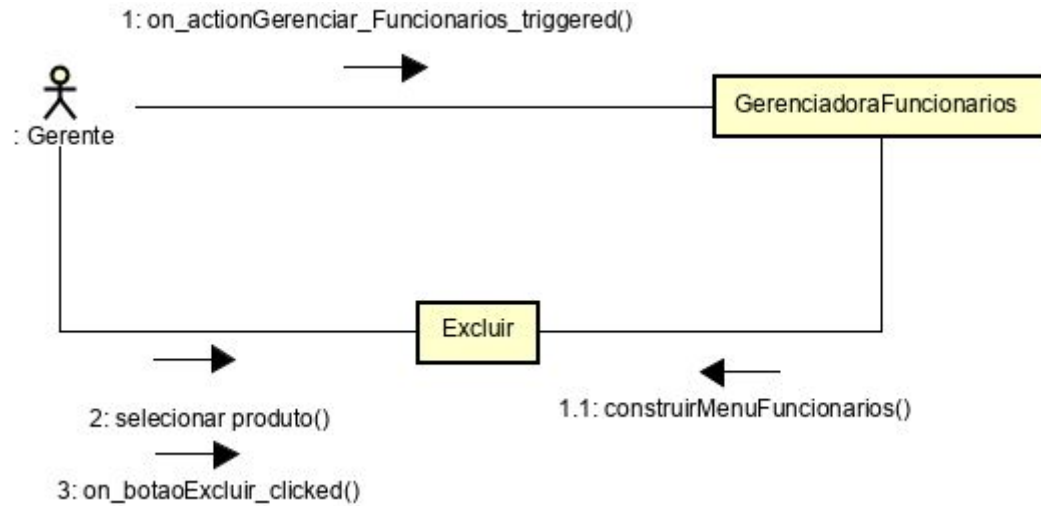 1: on_actionGerenciar_Funcionarios_triggered()
GerenciadoraFuncionarios
: Gerente
Excluir
1.1: construirMenuFuncionarios()
2: selecionar produto()
3: on_botaoExcluir_clicked()